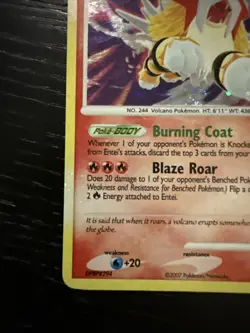 NO. 244 Volcano Pokémon HT: 6'11" WT: 436
Poké-BODY Burning Coat
Whenever 1 of your opponent's Pokémon is Knocke
from Entei's attacks, discard the top 3 cards from your
Blaze Roar
Does 20 damage to 1 of your opponent's Benched Pok
Weakness and Resistance for Benched Pokémon.) Flip a
2 Energy attached to Entei.
It is said that when it roars, a volcano erupts somewher
the globe.
weakness
resistance
+20
©2007 Pokémon/Nintendo